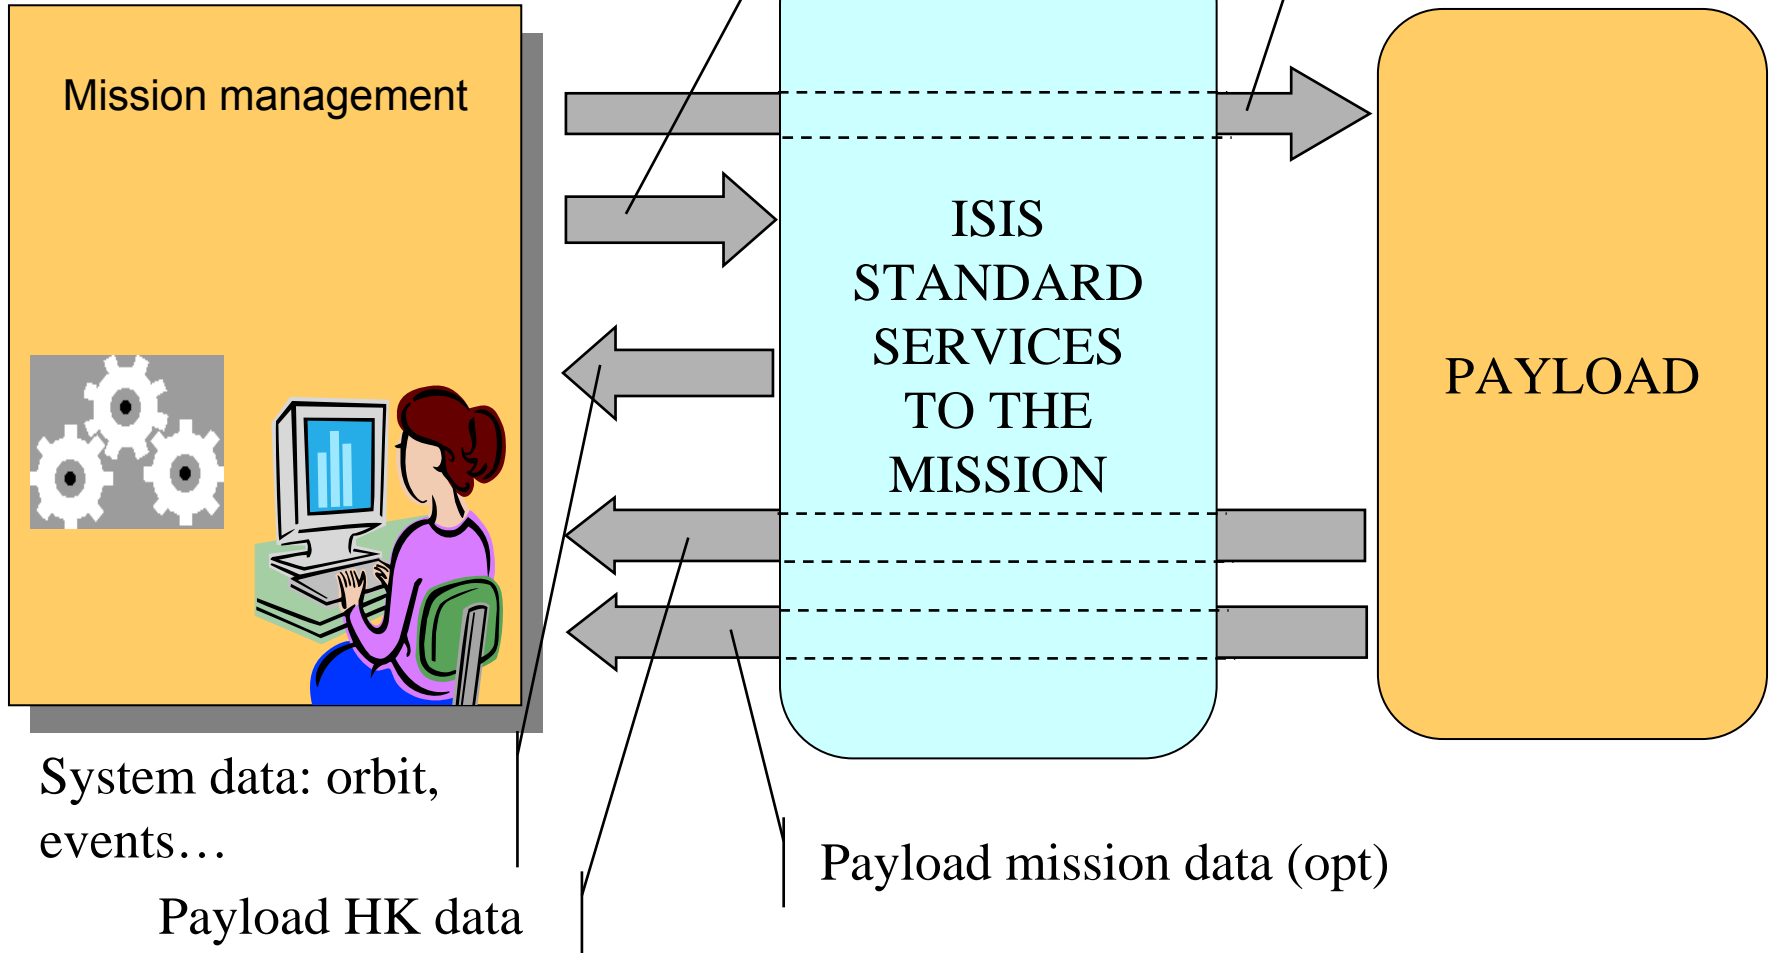 Mission management
ISIS
STANDARD
SERVICES
TO THE
MISSION
PAYLOAD
System data: orbit,
events…
Payload mission data (opt)
Payload HK data